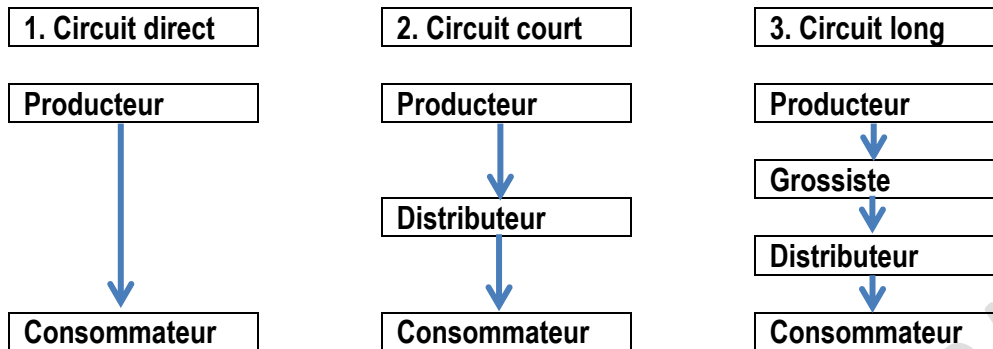 1. Circuit direct
2. Circuit court
3. Circuit long
Producteur
Producteur
Producteur
Grossiste
Distributeur
Distributeur
Consommateur
Consommateur
Consommateur